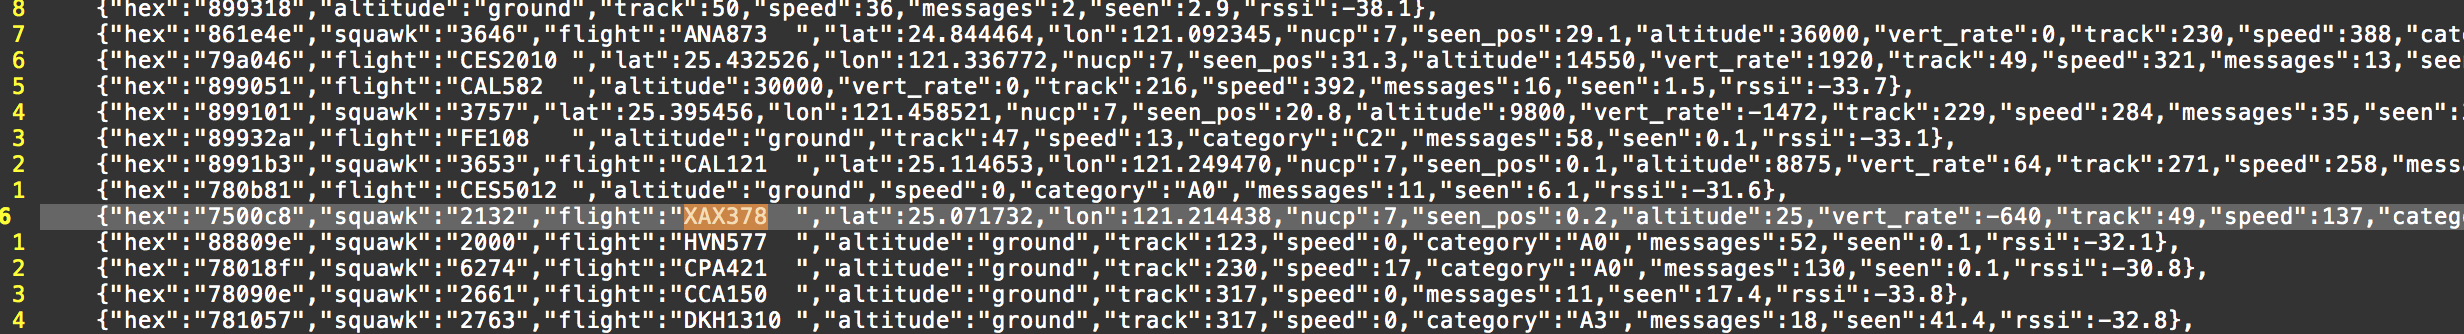 8 {"hex":"899318","altitude":"ground","track":50,"speed":36,"messages":2,"seen":2.9,"rssi":-38.1},
7 {"hex":"861e4e","squawk":"3646","flight":"ANA873  ","lat":24.844464,"lon":121.092345,"nucp":7,"seen_pos":29.1,"altitude":36000,"vert_rate":0,"track":230,"speed":388,"cat
6 {"hex":"79a046","flight":"CES2010 ","lat":25.432526,"lon":121.336772,"nucp":7,"seen_pos":31.3,"altitude":14550,"vert_rate":1920,"track":49,"speed":321,"messages":13,"see
5 {"hex":"899051","flight":"CAL582  ","altitude":30000,"vert_rate":0,"track":216,"speed":392,"messages":16,"seen":1.5,"rssi":-33.7},
4 {"hex":"899101","squawk":"3757","lat":25.395456,"lon":121.458521,"nucp":7,"seen_pos":20.8,"altitude":9800,"vert_rate":-1472,"track":229,"speed":284,"messages":35,"seen":
3 {"hex":"89932a","flight":"FE108   ","altitude":"ground","track":47,"speed":13,"category":"C2","messages":58,"seen":0.1,"rssi":-33.1},
2 {"hex":"8991b3","squawk":"3653","flight":"CAL121  ","lat":25.114653,"lon":121.249470,"nucp":7,"seen_pos":0.1,"altitude":8875,"vert_rate":64,"track":271,"speed":258,"mess
1 {"hex":"780b81","flight":"CES5012 ","altitude":"ground","speed":0,"category":"A0","messages":11,"seen":6.1,"rssi":-31.6},
6 {"hex":"7500c8","squawk":"2132","flight":"XAX378  ","lat":25.071732,"lon":121.214438,"nucp":7,"seen_pos":0.2,"altitude":25,"vert_rate":-640,"track":49,"speed":137,"categ
1 {"hex":"88809e","squawk":"2000","flight":"HVN577  ","altitude":"ground","track":123,"speed":0,"category":"A0","messages":52,"seen":0.1,"rssi":-32.1},
2 {"hex":"78018f","squawk":"6274","flight":"CPA421  ","altitude":"ground","track":230,"speed":17,"category":"A0","messages":130,"seen":0.1,"rssi":-30.8},
3 {"hex":"78090e","squawk":"2661","flight":"CCA150  ","altitude":"ground","track":317,"speed":0,"messages":11,"seen":17.4,"rssi":-33.8},
4 {"hex":"781057","squawk":"2763","flight":"DKH1310 ","altitude":"ground","track":317,"speed":0,"category":"A3","messages":18,"seen":41.4,"rssi":-32.8},